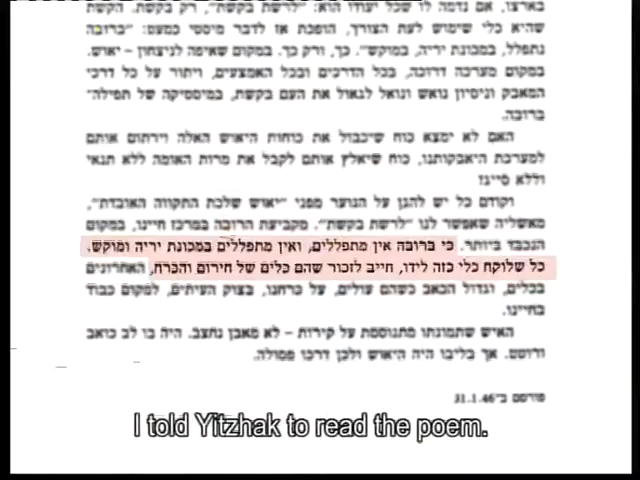 בארצו, אם נדמה לו שכל יעודו הוא: "לרשת בקשת", רק בקשת. הקשת
שהיא כלי שימוש לעת הצורך, הופכת אז לדבר מיסטי כמעט: "ברובה
נתפלל, במכונת יריה, במוקש". כך, ורק כך. במקום שאיפה לניצחון – יאוש.
במקום מערכה דרוכה, בכל הדרכים ובכל האמצעים, ויתור על כל דרכי
המאבק וניסיון נואש ונואל לגאול את העם בקשת, במיסטיקה של תפילה
ברובה.
האם לא ימצא כוח שיכבול את כוחות היאוש האלה וירתום אותם
למערכת היאבקותנו, כוח שיאלץ אותם לקבל את מרות האומה ללא תנאי
וללא סייג?
וקודם כל יש להגן על הנוער מפני "יאוש שלכת התקווה האובדת",
מאשליה שאפשר לנו "לרשת בקשת". מקביעת הרובה במרכז חיינו, במקום
הנכבד ביותר. כי ברובה אין מתפללים, ואין מתפללים במכונת יריה ומוקש.
כל שלוקח כלי כזה לידו, חייב לזכור שהם כלים של חירום והכרח, האחרונים
בכלים, וגדול הכאב כשהם עולים, על כרחנו, בצוק העיתים, למקום כבוד
בחיינו.
האיש שתמונתו מתנוססת על קירות – לא מאבן נחצב. היה בו לב כואב
ורוטט. אך בליבו היה היאוש ולכן דרכו פסולה.
פורסם ב־31.1.46
I told Yitzhak to read the poem.